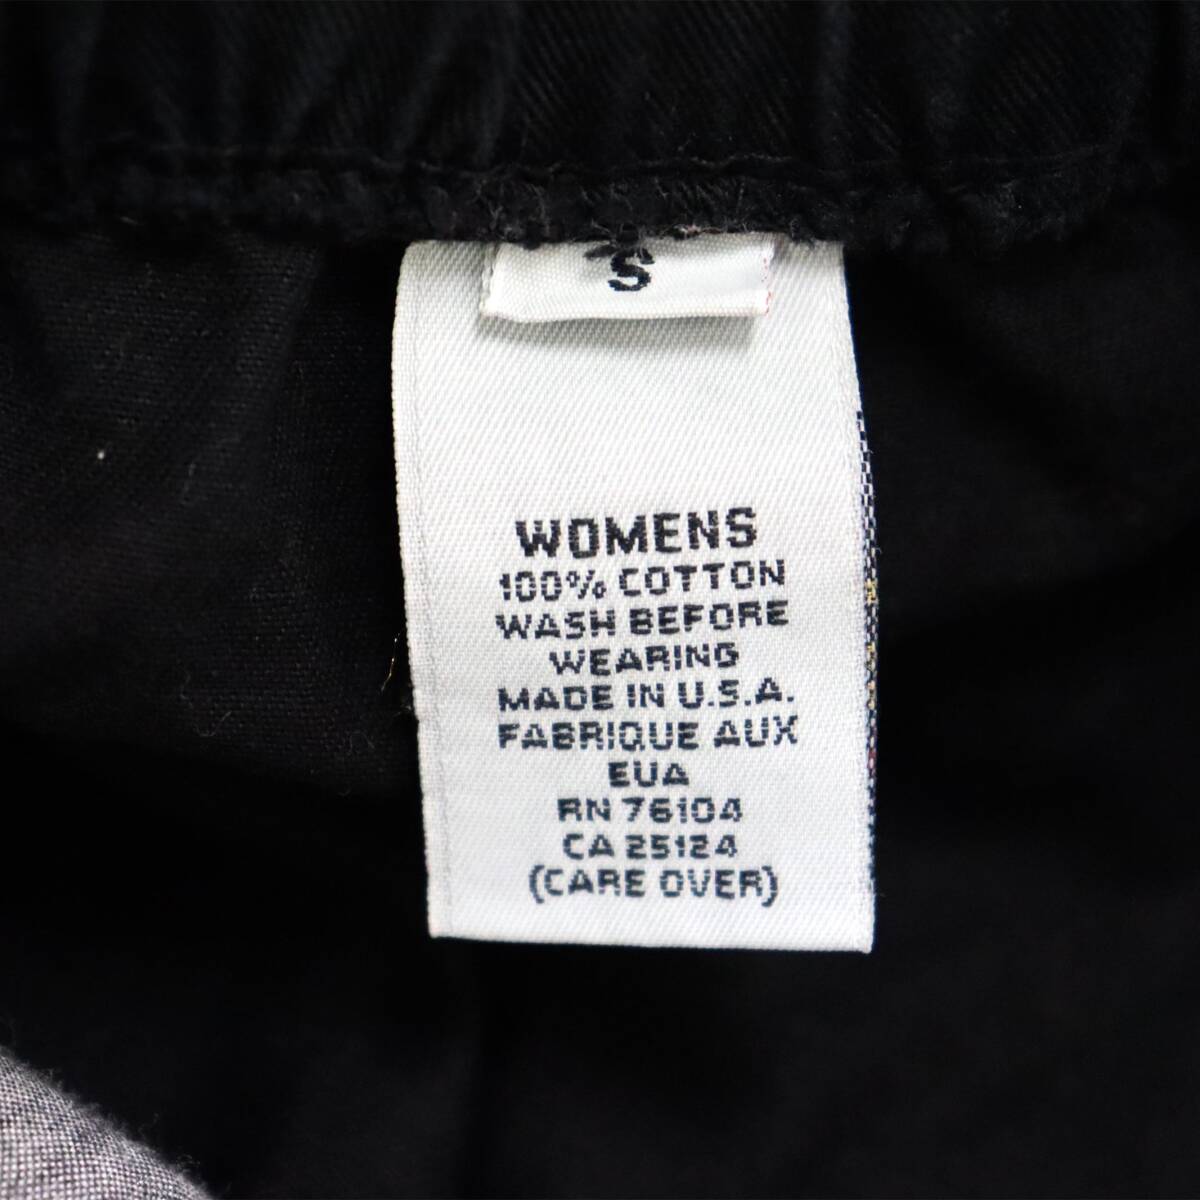 S
WOMENS
100% COTTON
WASH BEFORE
WEARING
MADE IN U.S.A.
FABRIQUE AUX
EUA
RN 76104
CA 25124
(CARE OVER)